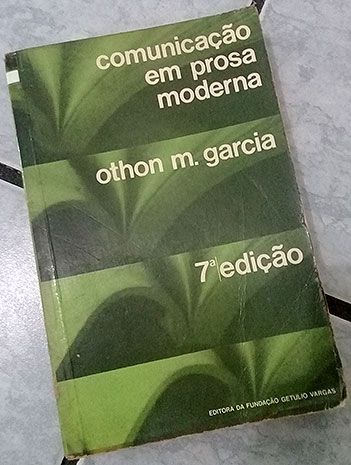 comunicação
em prosa
moderna
othon m. garcia
7ª edição
EDITORA DA FUNDAÇÃO GETULIO VARGAS